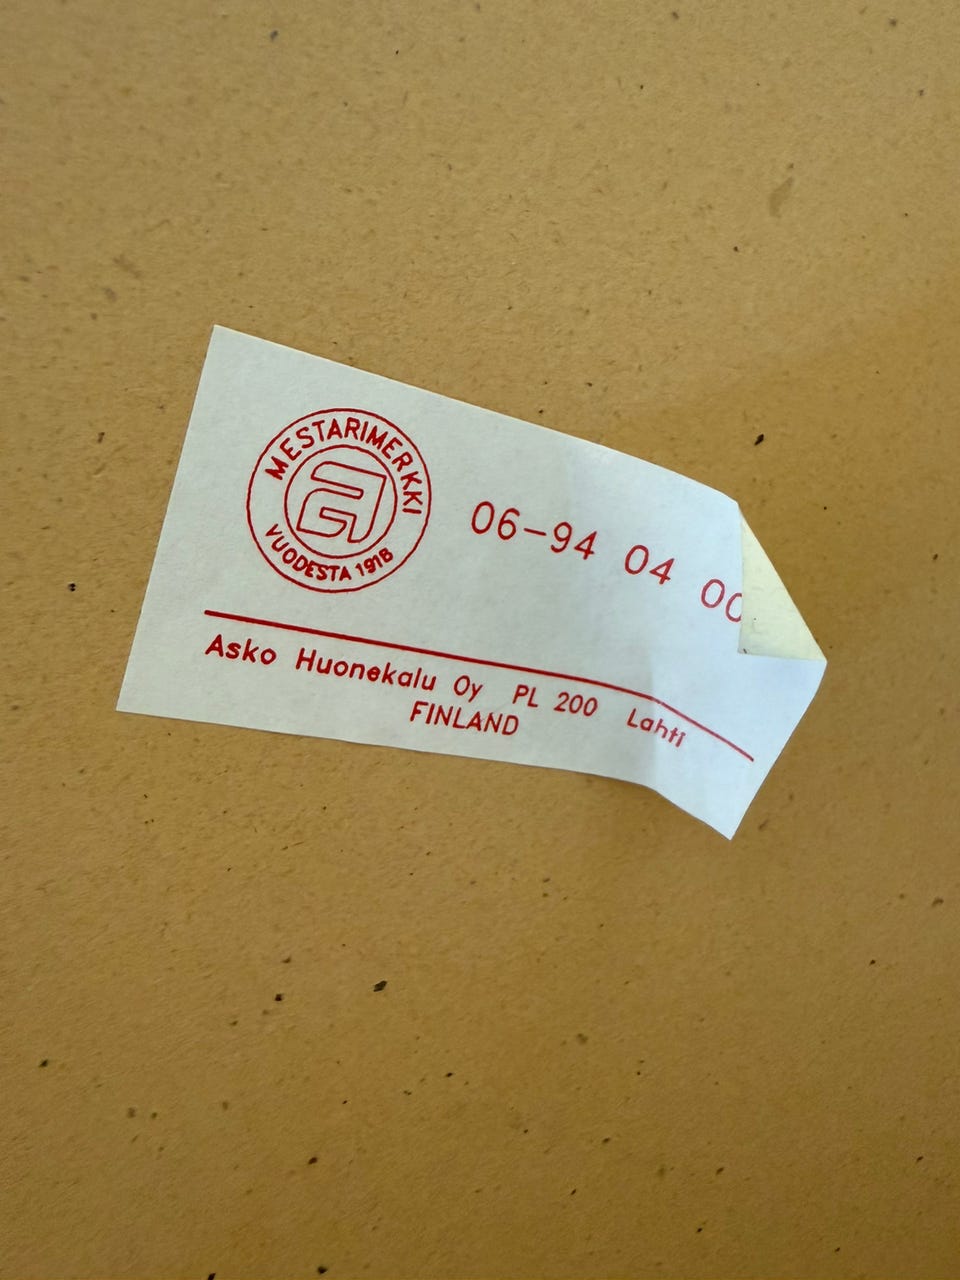 MESTARIMERKKI
VUODESTA 1918
06-94 04 00
Asko Huonekalu Oy PL 200 Lahti
FINLAND